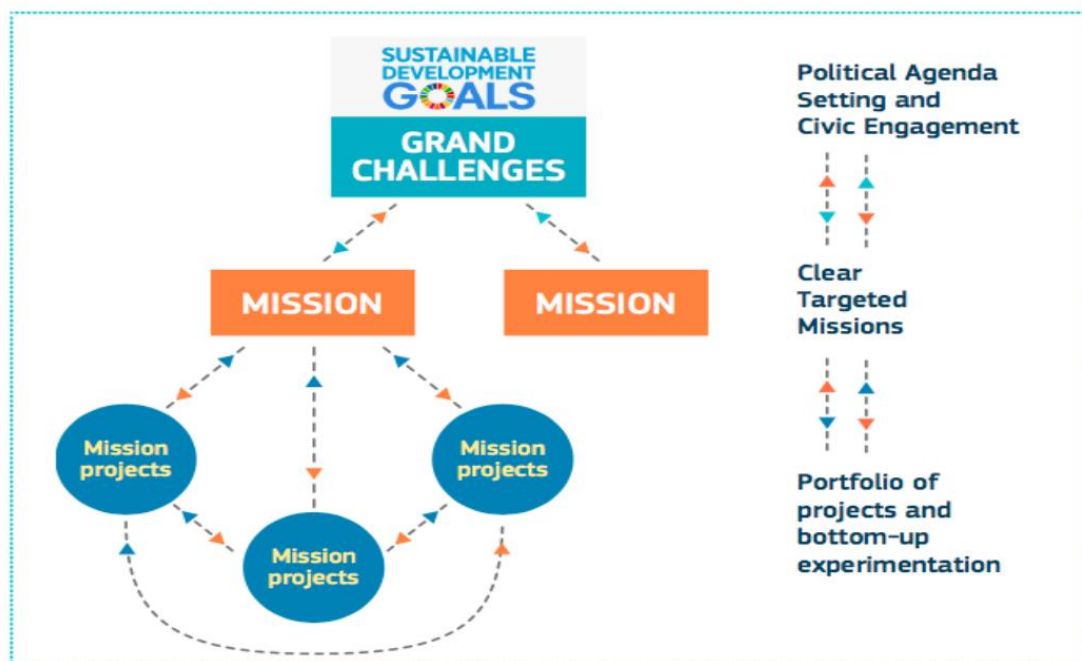 SUSTAINABLE
DEVELOPMENT
GOALS
GRAND
CHALLENGES
MISSION
MISSION
Mission
projects
Mission
projects
Mission
projects
Political Agenda
Setting and
Civic Engagement
Clear
Targeted
Missions
Portfolio of
projects and
bottom-up
experimentation